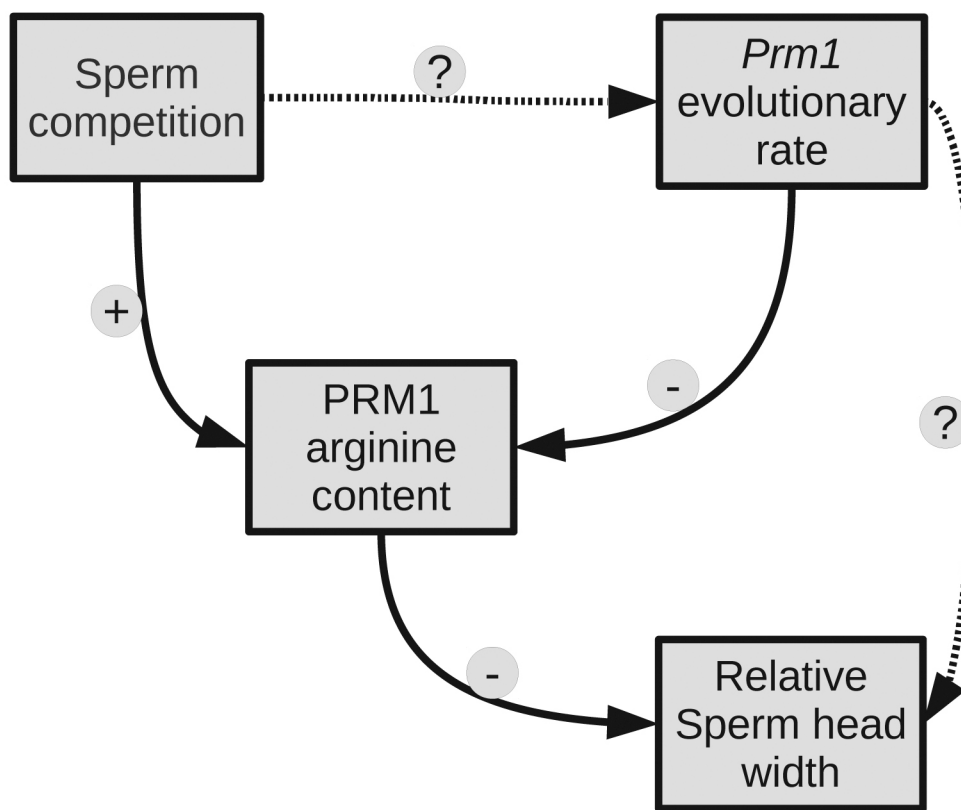 Sperm
competition
?
Prm1
evolutionary
rate
+
-
PRM1
arginine
content
?
-
Relative
Sperm head
width